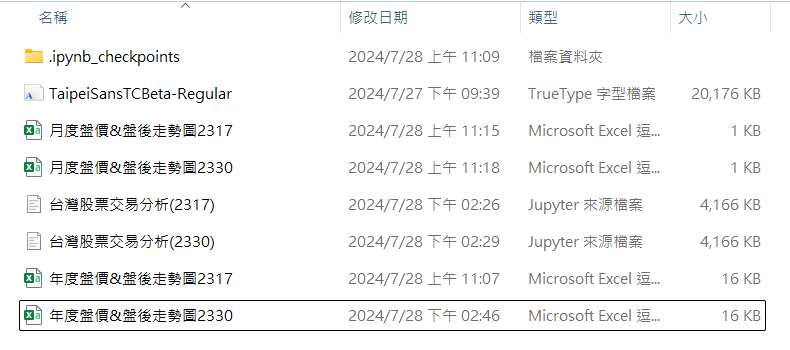 名稱 修改日期 類型 大小
.ipynb_checkpoints 2024/7/28 上午 11:09 檔案資料夾
TaipeiSansTCBeta-Regular 2024/7/27 下午 09:39 TrueType 字型檔案 20,176 KB
月度盤價&盤後走勢圖2317 2024/7/28 上午 11:15 Microsoft Excel 逗... 1 KB
月度盤價&盤後走勢圖2330 2024/7/28 上午 11:18 Microsoft Excel 逗... 1 KB
台灣股票交易分析(2317) 2024/7/28 下午 02:26 Jupyter 來源檔案 4,166 KB
台灣股票交易分析(2330) 2024/7/28 下午 02:29 Jupyter 來源檔案 4,166 KB
年度盤價&盤後走勢圖2317 2024/7/28 上午 11:07 Microsoft Excel 逗... 16 KB
年度盤價&盤後走勢圖2330 2024/7/28 下午 02:46 Microsoft Excel 逗... 16 KB